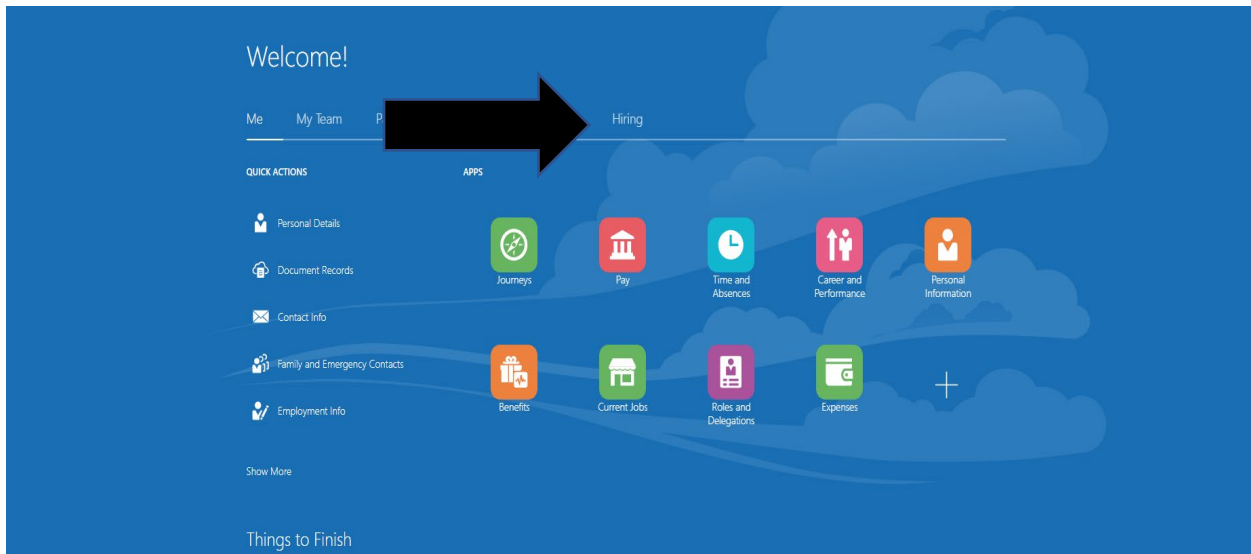 Welcome!
Me My Team Hiring
QUICK ACTIONS APPS
Personal Details
Document Records
Contact Info
Family and Emergency Contacts
Employment Info
Show More
Journeys Pay Time and Absences Career and Performance Personal Information
Benefits Current Jobs Roles and Delegations Expenses
Things to Finish